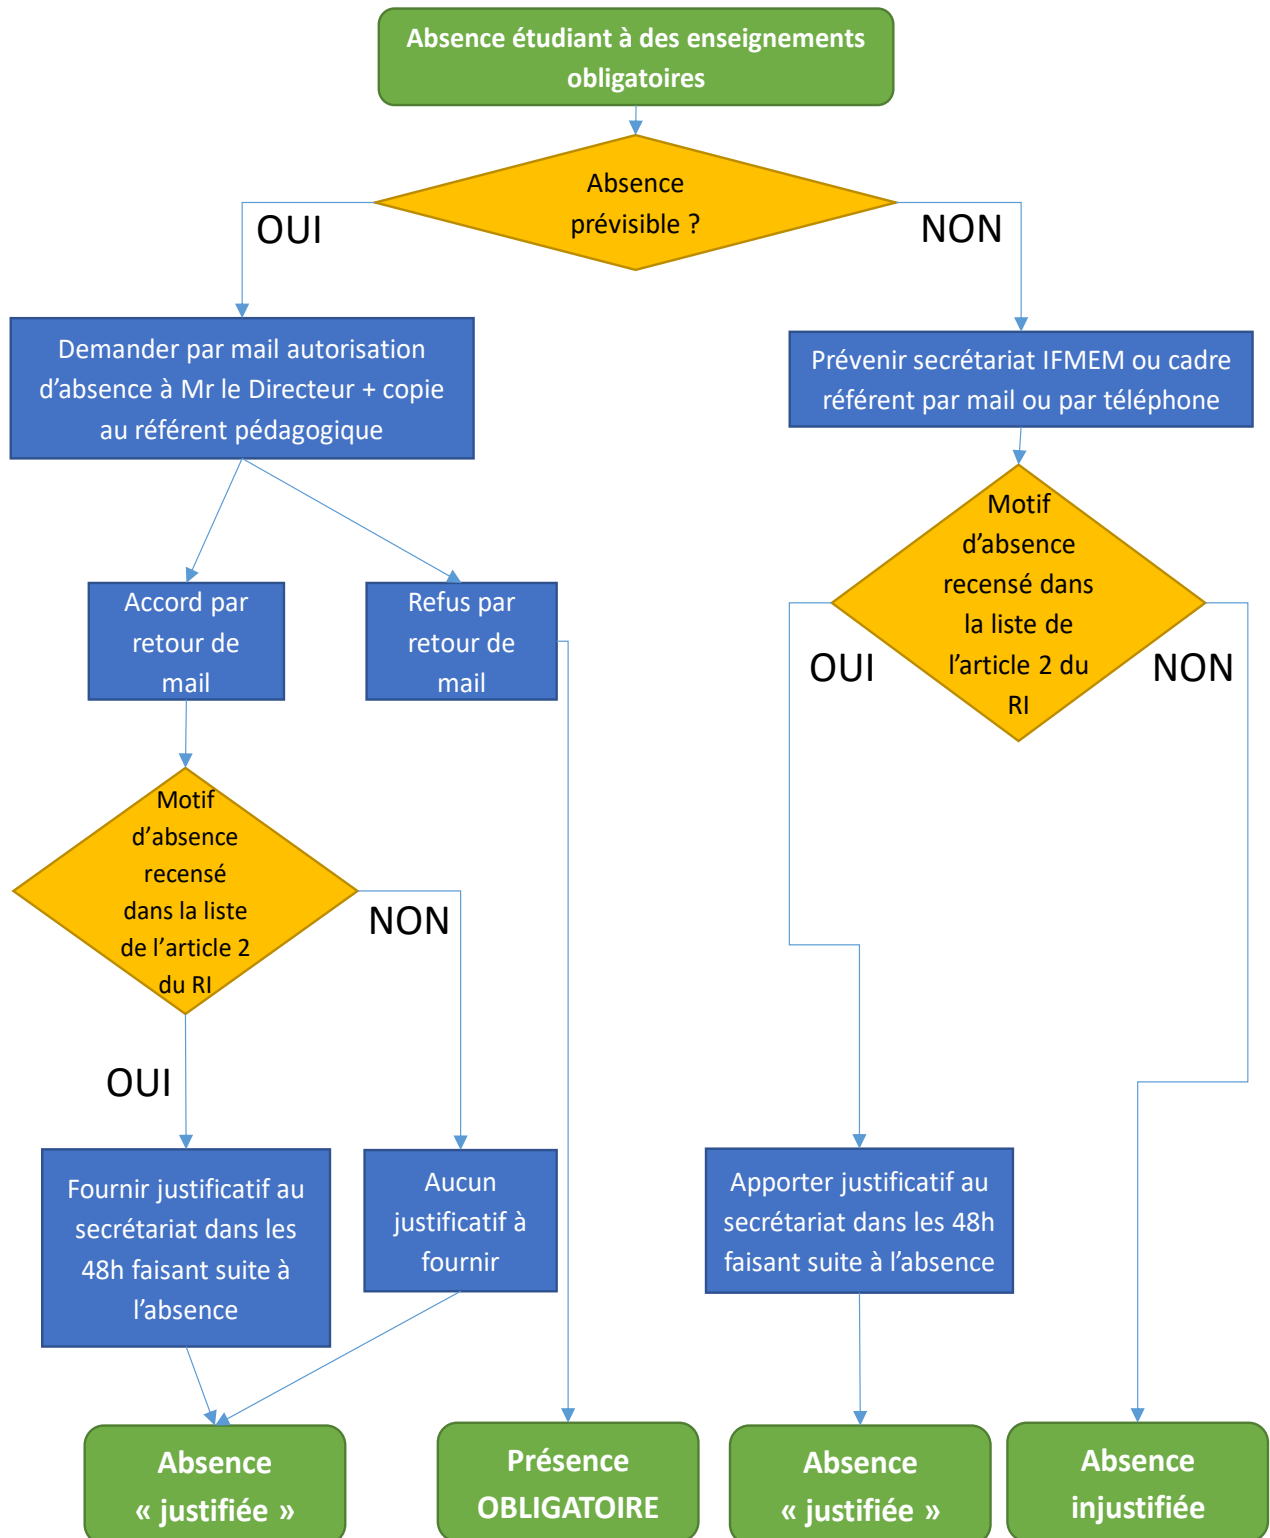 Absence étudiant à des enseignements
obligatoires
Absence
prévisible ?
OUI
NON
Demander par mail autorisation
d’absence à Mr le Directeur + copie
au référent pédagogique
Prévenir secrétariat IFMEM ou cadre
référent par mail ou par téléphone
Accord par
retour de
mail
Refus par
retour de
mail
Motif
d’absence
recensé dans
la liste de
l’article 2 du
RI
OUI
NON
Motif
d’absence
recensé
dans la liste
de l’article 2
du RI
NON
OUI
Fournir justificatif au
secrétariat dans les
48h faisant suite à
l’absence
Aucun
justificatif à
fournir
Apporter justificatif au
secrétariat dans les 48h
faisant suite à l’absence
Absence
« justifiée »
Présence
OBLIGATOIRE
Absence
« justifiée »
Absence
injustifiée